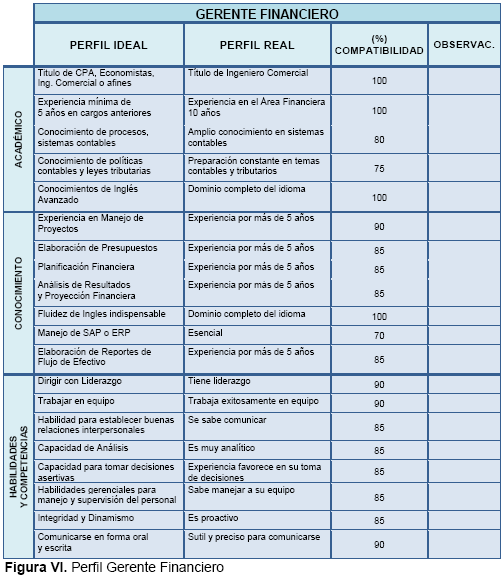 GERENTE FINANCIERO
PERFIL IDEAL PERFIL REAL (%) COMPATIBILIDAD OBSERVAC.
ACADÉMICO
Titulo de CPA, Economistas, Título de Ingeniero Comercial
Ing. Comercial o afines 100
Experiencia mínima de Experiencia en el Área Financiera
5 años en cargos anteriores 10 años 100
Conocimiento de procesos, Amplio conocimiento en sistemas
sistemas contables contables 80
Conocimiento de políticas Preparación constante en temas
contables y leyes tributarias contables y tributarios 75
Conocimientos de Inglés Dominio completo del idioma
Avanzado 100
CONOCIMIENTO
Experiencia en Manejo de Experiencia por más de 5 años
Proyectos 90
Elaboración de Presupuestos Experiencia por más de 5 años 85
Planificación Financiera Experiencia por más de 5 años 85
Análisis de Resultados Experiencia por más de 5 años
y Proyección Financiera 85
Fluidez de Ingles indispensable Dominio completo del idioma 100
Manejo de SAP o ERP Esencial 70
Elaboración de Reportes de Experiencia por más de 5 años
Flujo de Efectivo 85
HABILIDADES
Y COMPETENCIAS
Dirigir con Liderazgo Tiene liderazgo 90
Trabajar en equipo Trabaja exitosamente en equipo 90
Habilidad para establecer buenas Se sabe comunicar
relaciones interpersonales 85
Capacidad de Análisis Es muy analítico 85
Capacidad para tomar decisiones Experiencia favorece en su toma
asertivas de decisiones 85
Habilidades gerenciales para Sabe manejar a su equipo
manejo y supervisión del personal 85
Integridad y Dinamismo Es proactivo 85
Comunicarse en forma oral Sutil y preciso para comunicarse
y escrita 90
Figura VI. Perfil Gerente Financiero